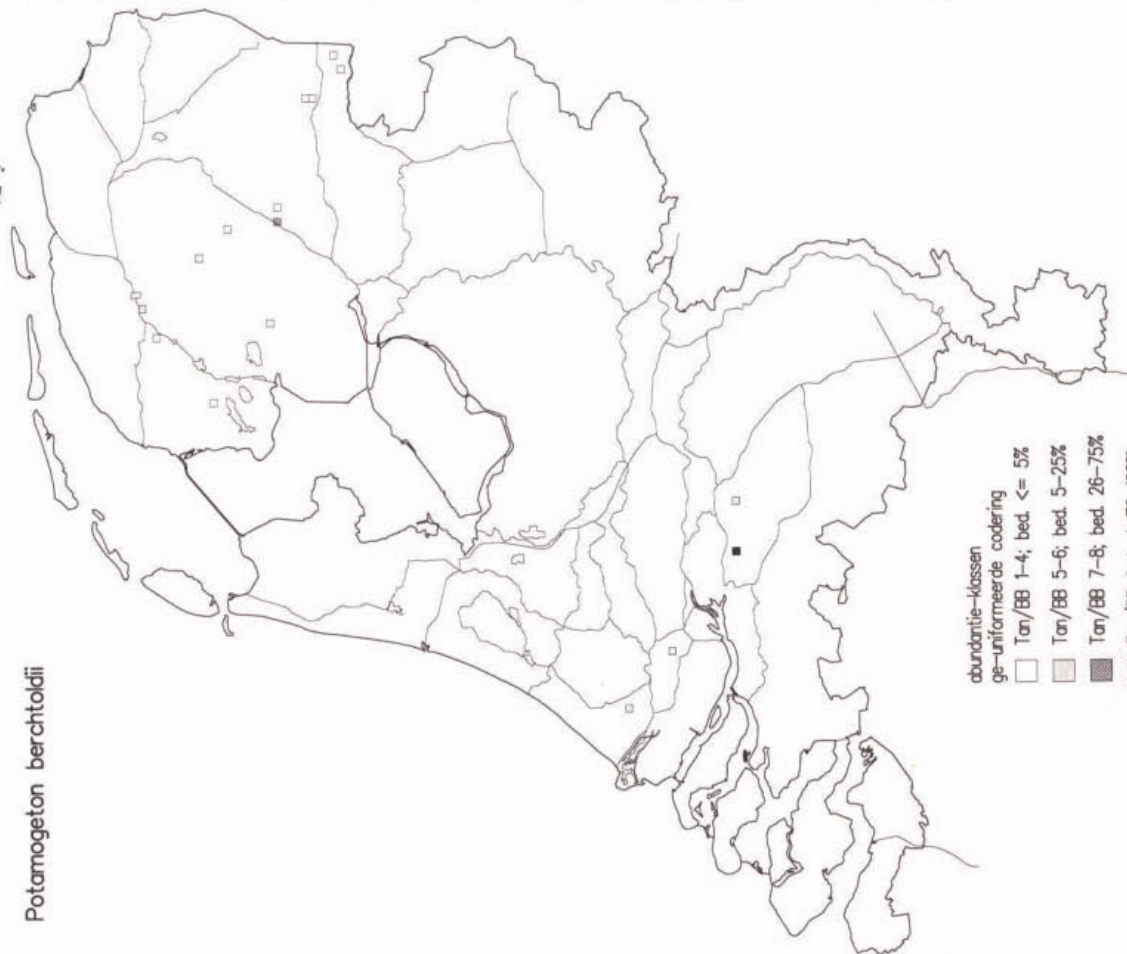 Potamogeton berchtoldii
abundantie-klassen
ge-uniformeerde codering
Tan/BB 1-4; bed. <= 5%
Tan/BB 5-6; bed. 5-25%
Tan/BB 7-8; bed. 26-75%